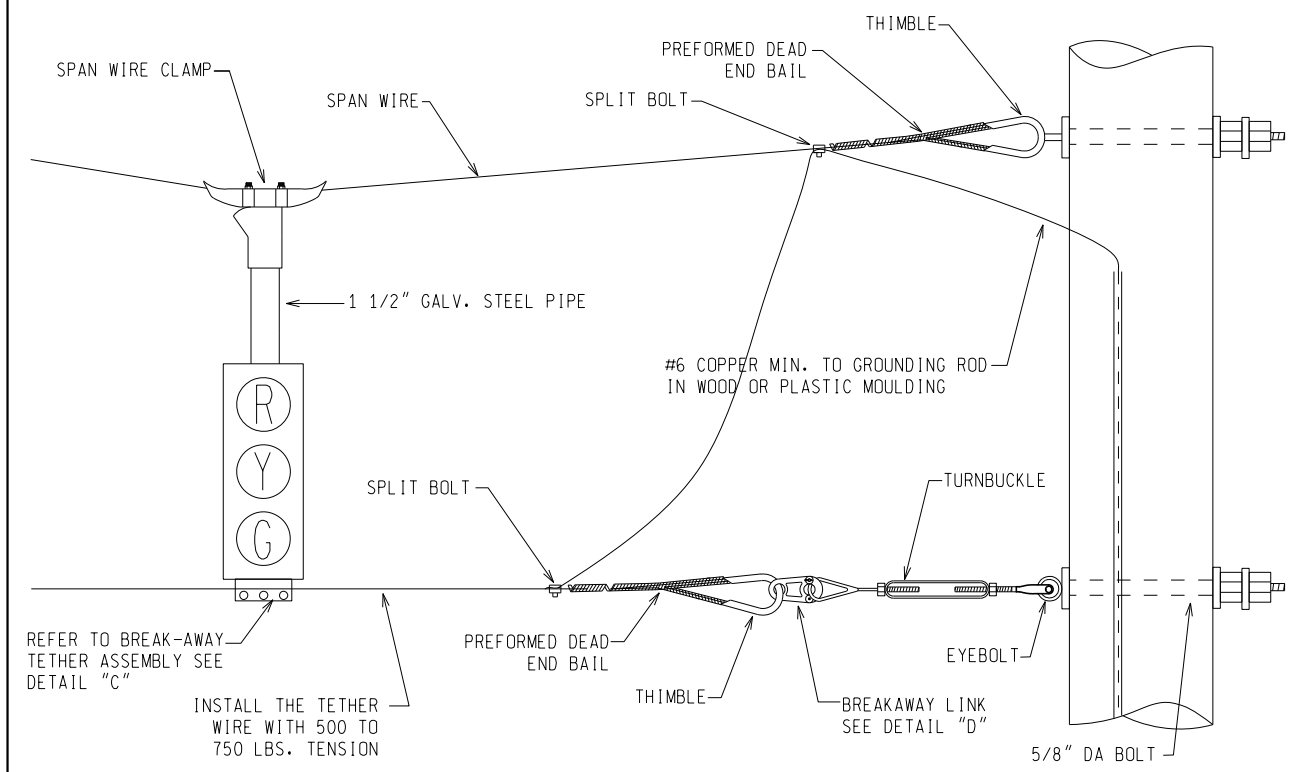 THIMBLE
PREFORMED DEAD
END BAIL
SPAN WIRE CLAMP
SPAN WIRE
SPLIT BOLT
1 1/2" GALV. STEEL PIPE
#6 COPPER MIN. TO GROUNDING ROD
IN WOOD OR PLASTIC MOULDING
R
Y
G
SPLIT BOLT
TURNBUCKLE
REFER TO BREAK-AWAY
TETHER ASSEMBLY SEE
DETAIL "C"
INSTALL THE TETHER
WIRE WITH 500 TO
750 LBS. TENSION
PREFORMED DEAD
END BAIL
THIMBLE
BREAKAWAY LINK
SEE DETAIL "D"
EYEBOLT
5/8" DA BOLT